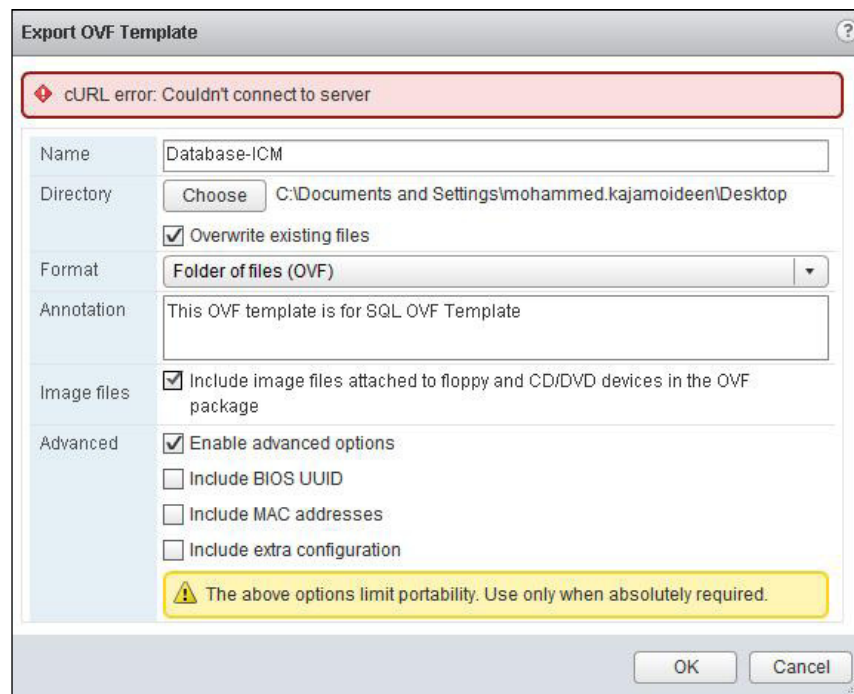 Export OVF Template
?
cURL error: Couldn't connect to server
Name
Database-ICM
Directory
Choose
C:\Documents and Settings\mohammed.kajamoideen\Desktop
Overwrite existing files
Format
Folder of files (OVF)
Annotation
This OVF template is for SQL OVF Template
Image files
Include image files attached to floppy and CD/DVD devices in the OVF
package
Advanced
Enable advanced options
Include BIOS UUID
Include MAC addresses
Include extra configuration
The above options limit portability. Use only when absolutely required.
OK
Cancel